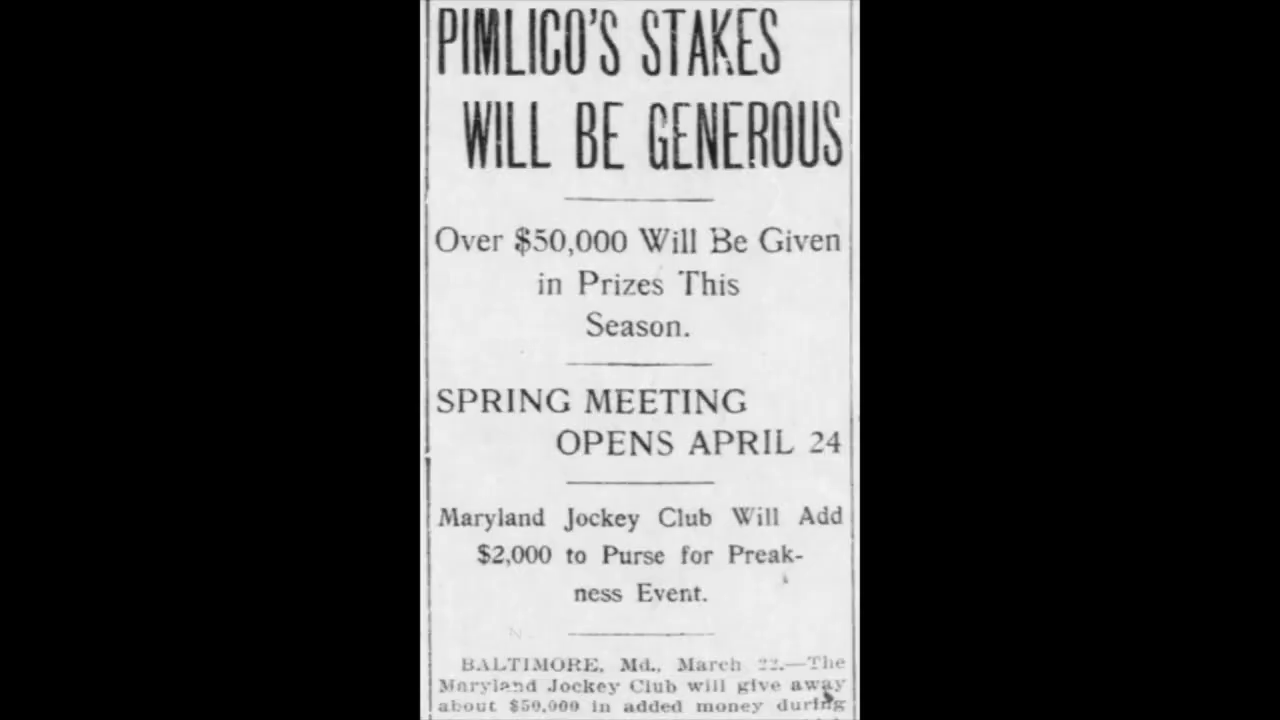 PIMLICO'S STAKES
WILL BE GENEROUS
Over $50,000 Will Be Given
in Prizes This
Season.
SPRING MEETING
OPENS APRIL 24
Maryland Jockey Club Will Add
$2,000 to Purse for Preak-
ness Event.
BALTIMORE, Md., March 22.—The
Maryland Jockey Club will give away
about $50,000 in added money during